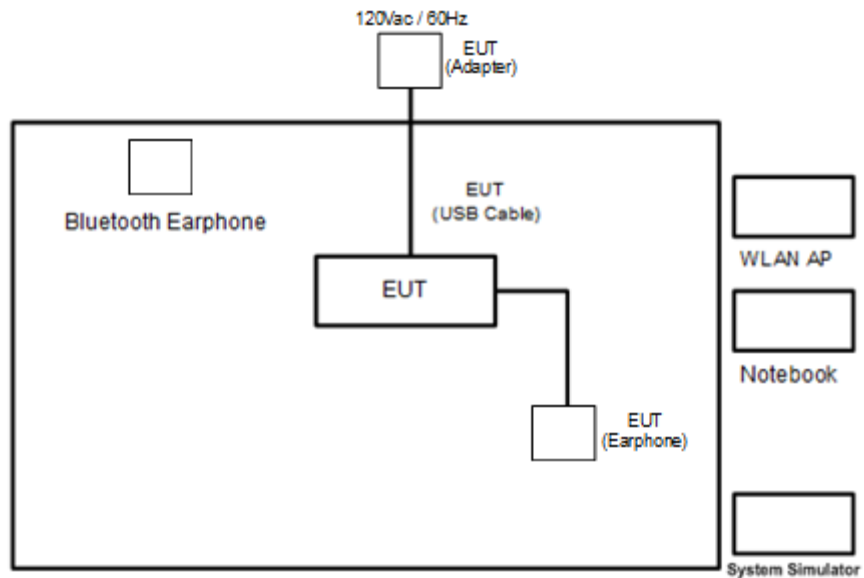 120Vac / 60Hz
EUT
(Adapter)
Bluetooth Earphone
EUT
(USB Cable)
WLAN AP
EUT
Notebook
EUT
(Earphone)
System Simulator